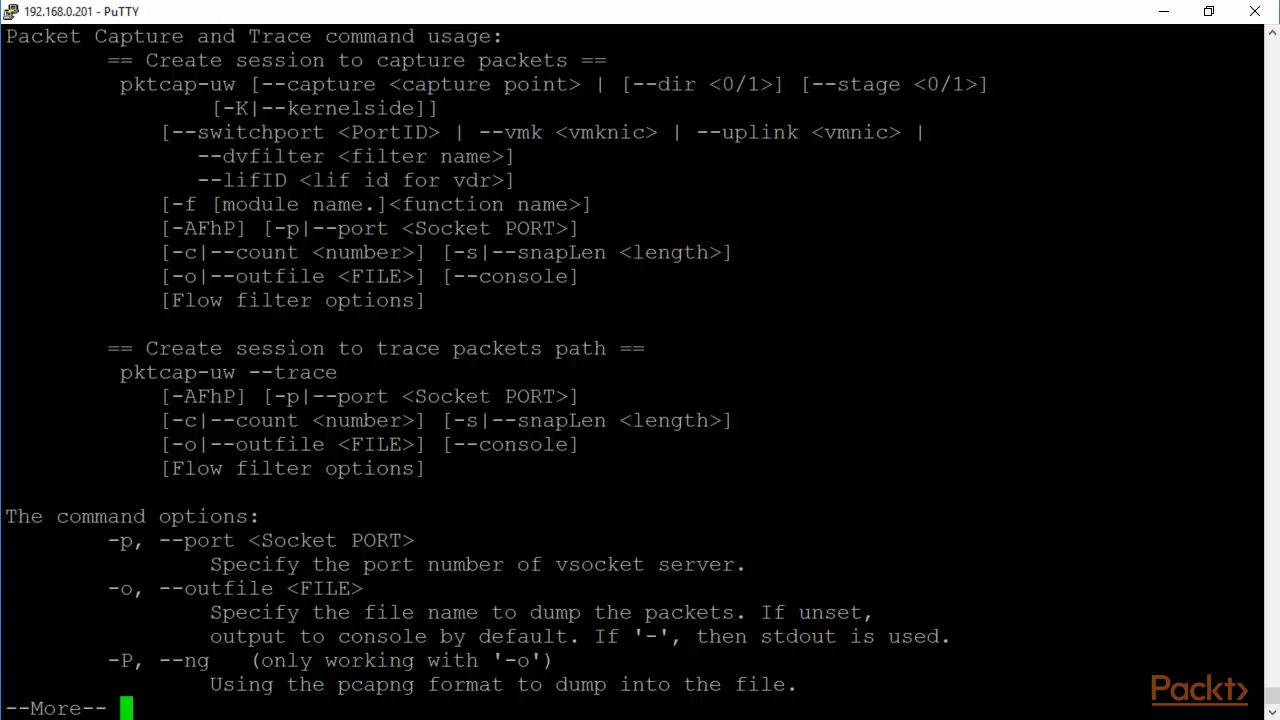 192.168.0.201 - PuTTY
Packet Capture and Trace command usage:
== Create session to capture packets ==
pktcap-uw [--capture <capture point> | [--dir <0/1>] [--stage <0/1>]
[-K|--kernelside]]
[--switchport <PortID> | --vmk <vmknic> | --uplink <vmnic> |
--dvfilter <filter name>]
--lifID <lif id for vdr>]
[-f [module name.]<function name>]
[-AFhP] [-p|--port <Socket PORT>]
[-c|--count <number>] [-s|--snapLen <length>]
[-o|--outfile <FILE>] [--console]
[Flow filter options]
== Create session to trace packets path ==
pktcap-uw --trace
[-AFhP] [-p|--port <Socket PORT>]
[-c|--count <number>] [-s|--snapLen <length>]
[-o|--outfile <FILE>] [--console]
[Flow filter options]
The command options:
-p, --port <Socket PORT>
Specify the port number of vsocket server.
-o, --outfile <FILE>
Specify the file name to dump the packets. If unset,
output to console by default. If '-', then stdout is used.
-P, --ng (only working with '-o')
Using the pcapng format to dump into the file.
--More--
Packt>